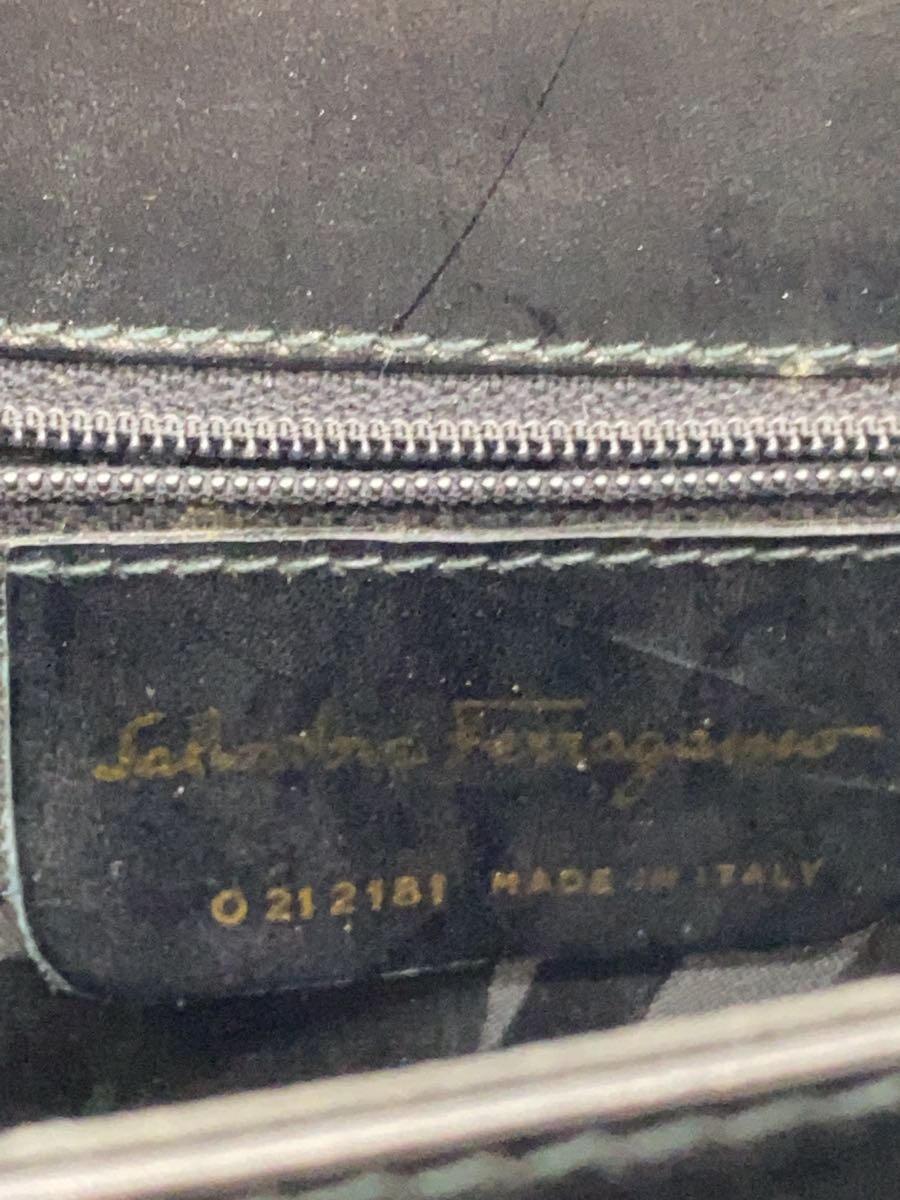 Salvatore Ferragamo
O 21 2181 MADE IN ITALY